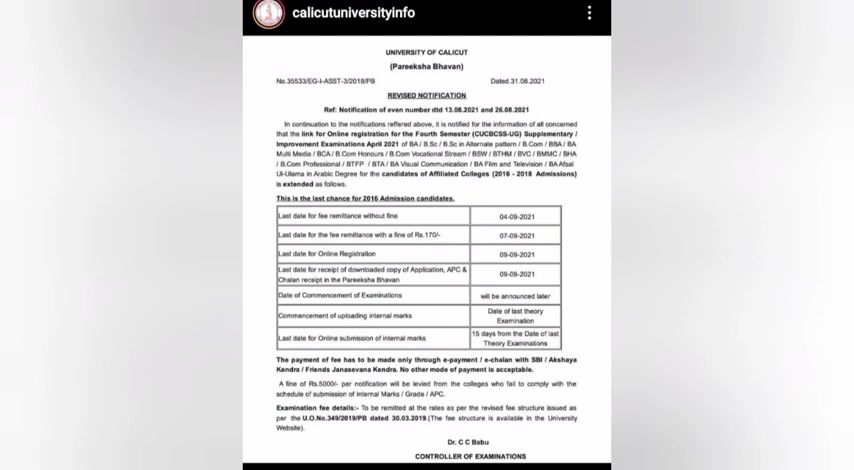 calicutuniversityinfo
UNIVERSITY OF CALICUT
(Pareeksha Bhavan)
No.35533/EG-I-ASST-3/2018/PB Dated.31.08.2021
REVISED NOTIFICATION
Ref: Notification of even number dtd 13.08.2021 and 26.08.2021
In continuation to the notifications reffered above, it is notified for the information of all concerned
that the link for Online registration for the Fourth Semester (CUCBCSS-UG) Supplementary /
Improvement Examinations April 2021 of BA / B.Sc / B.Sc in Alternate pattern / B.Com / BBA / BA
Multi Media / BCA / B.Com Honours / B.Com Vocational Stream / BSW / BTHM / BVC / BMMC / BHA
/ B.Com Professional / BTFP / BTA / BA Visual Communication / BA Film and Television / BA Afsal
Ul-Ulama in Arabic Degree for the candidates of Affiliated Colleges (2016 - 2018 Admissions)
is extended as follows.
This is the last chance for 2016 Admission candidates.
Last date for fee remittance without fine 04-09-2021
Last date for the fee remittance with a fine of Rs.170/- 07-09-2021
Last date for Online Registration 09-09-2021
Last date for receipt of downloaded copy of Application, APC &
Chalan receipt in the Pareeksha Bhavan 09-09-2021
Date of Commencement of Examinations will be announced later
Commencement of uploading internal marks Date of last theory
Examination
Last date for Online submission of internal marks 15 days from the Date of last
Theory Examinations
The payment of fee has to be made only through e-payment / e-chalan with SBI / Akshaya
Kendra / Friends Janasevana Kendra. No other mode of payment is acceptable.
A fine of Rs.5000/- per notification will be levied from the colleges who fail to comply with the
schedule of submission of Internal Marks / Grade / APC.
Examination fee details:- To be remitted at the rates as per the revised fee structure issued as
per the U.O.No.349/2019/PB dated 30.03.2019.(The fee structure is available in the University
Website).
Dr. C C Babu
CONTROLLER OF EXAMINATIONS